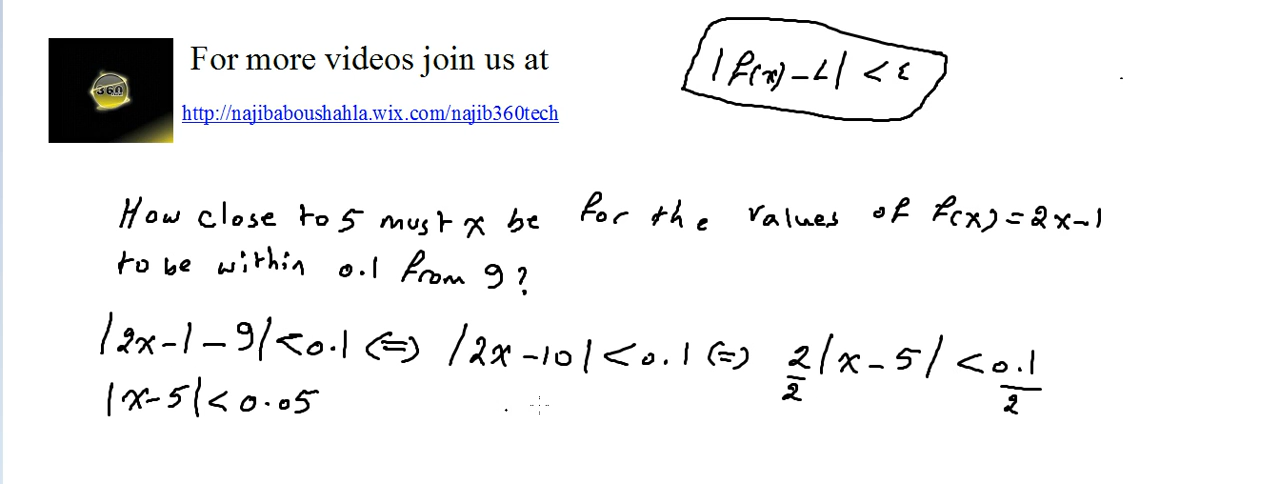 360
For more videos join us at
http://najibaboushahla.wix.com/najib360tech
|f(x)-L| < ε
How close to 5 must x be for the values of f(x)=2x-1
to be within 0.1 from 9?
|2x-1-9|<0.1 <=> |2x-10|<0.1 <=> 2/2|x-5|<0.1/2
|x-5|<0.05